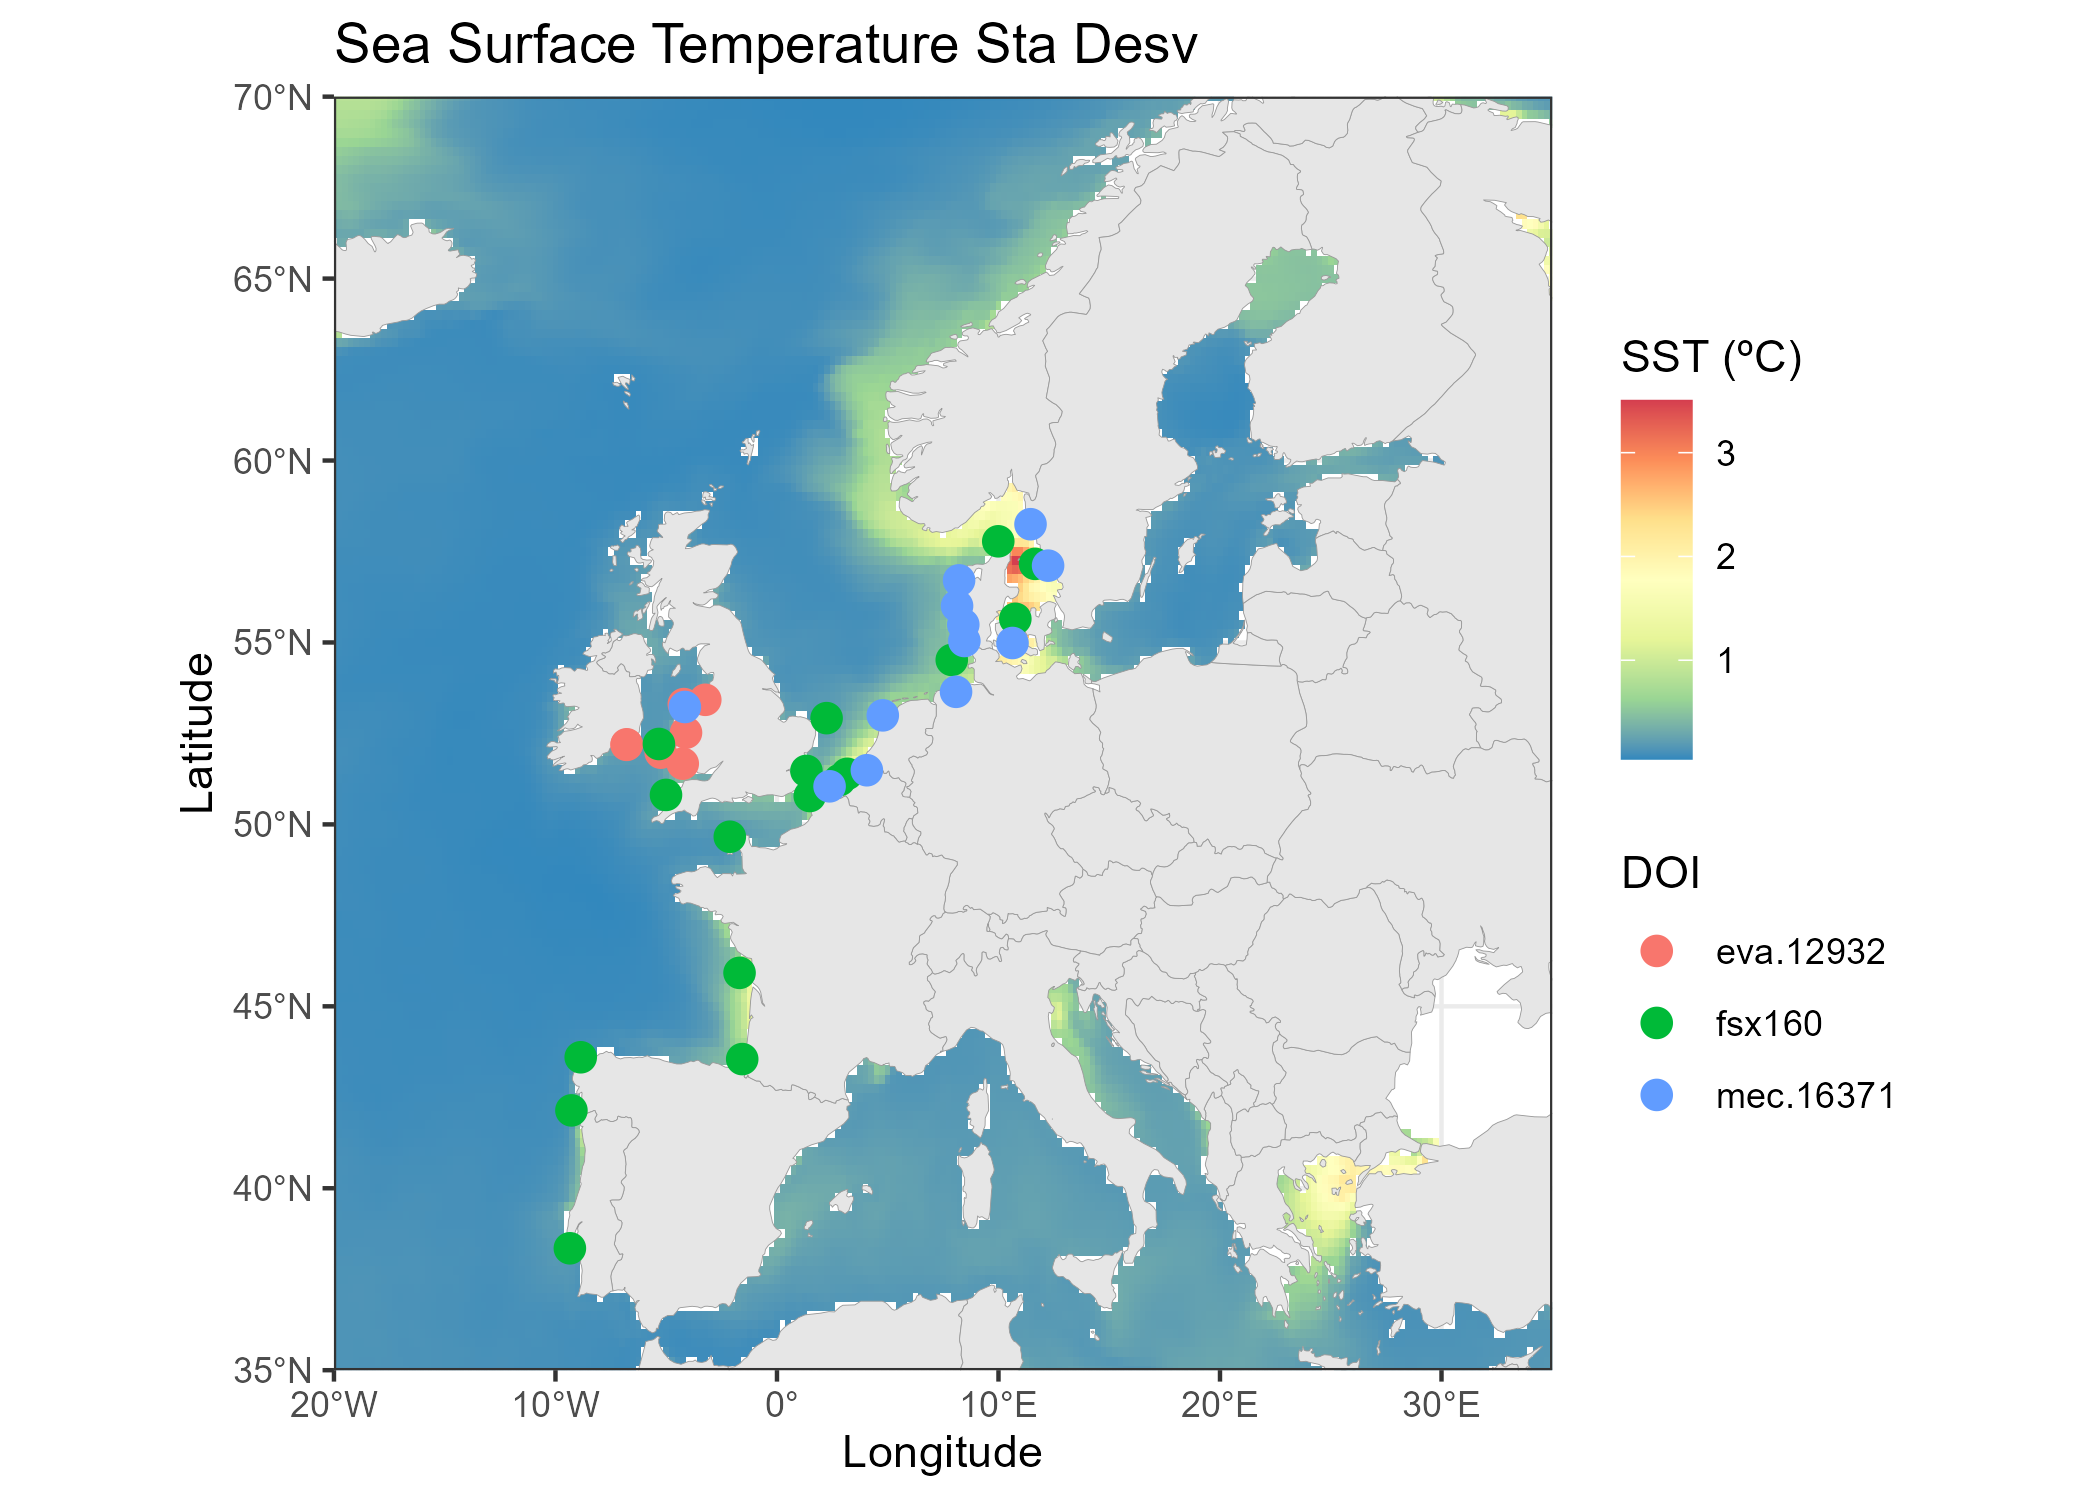 Sea Surface Temperature Sta Desv
70°N
65°N
60°N
55°N
50°N
45°N
40°N
35°N
Latitude
20°W 10°W 0° 10°E 20°E 30°E
Longitude
SST (ºC)
3
2
1
DOI
eva.12932
fsx160
mec.16371